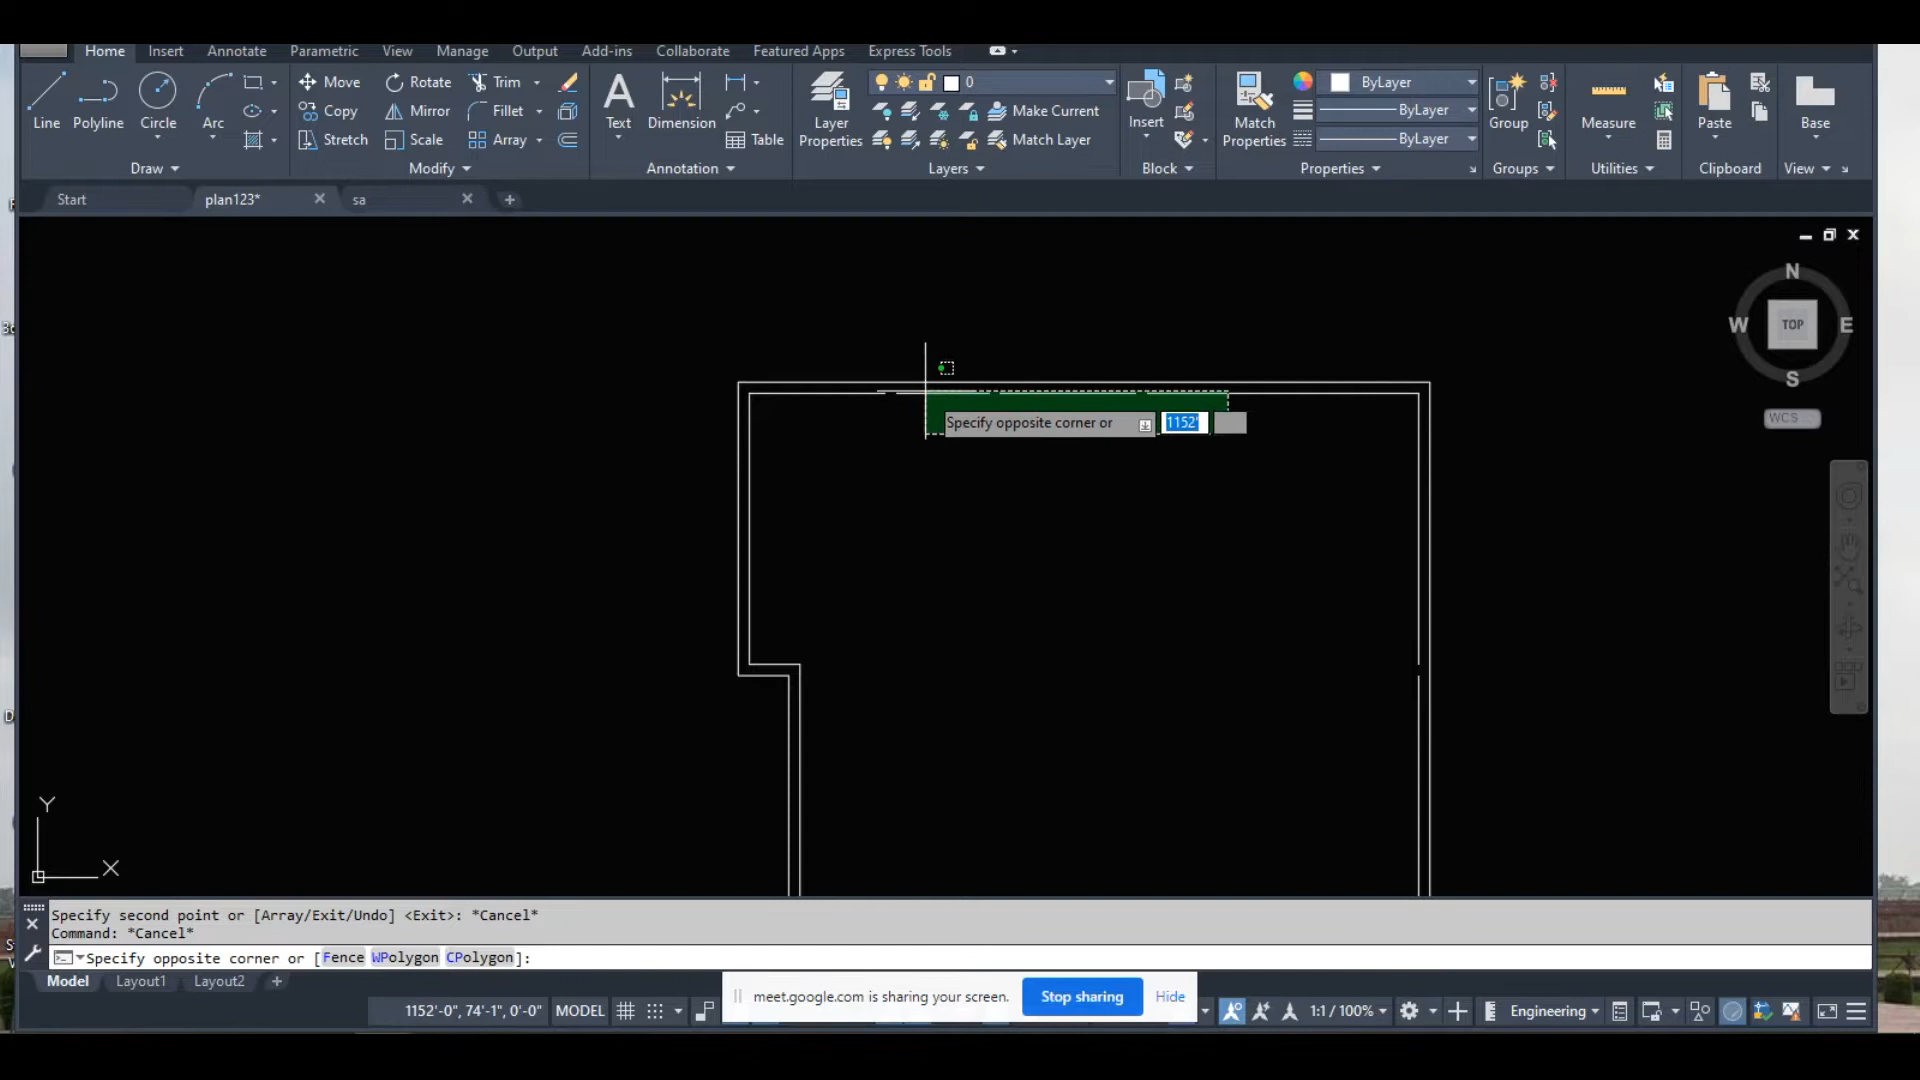 Home Insert Annotate Parametric View Manage Output Add-ins Collaborate Featured Apps Express Tools
Move Rotate Trim 0 ByLayer
Copy Mirror Fillet Make Current ByLayer
Line Polyline Circle Arc Text Dimension Layer Properties Insert Match Properties Group Measure Paste Base
Stretch Scale Array Table Match Layer ByLayer
Draw Modify Annotation Layers Block Properties Groups Utilities Clipboard View
Start plan123* sa
N
W TOP E
S
WCS
Specify opposite corner or 1152'
Y
X
Specify second point or [Array/Exit/Undo] <Exit>: *Cancel*
Command: *Cancel*
Specify opposite corner or [Fence WPolygon CPolygon]:
Model Layout1 Layout2
meet.google.com is sharing your screen. Stop sharing Hide
1152'-0", 74'-1", 0'-0" MODEL 1:1 / 100% Engineering